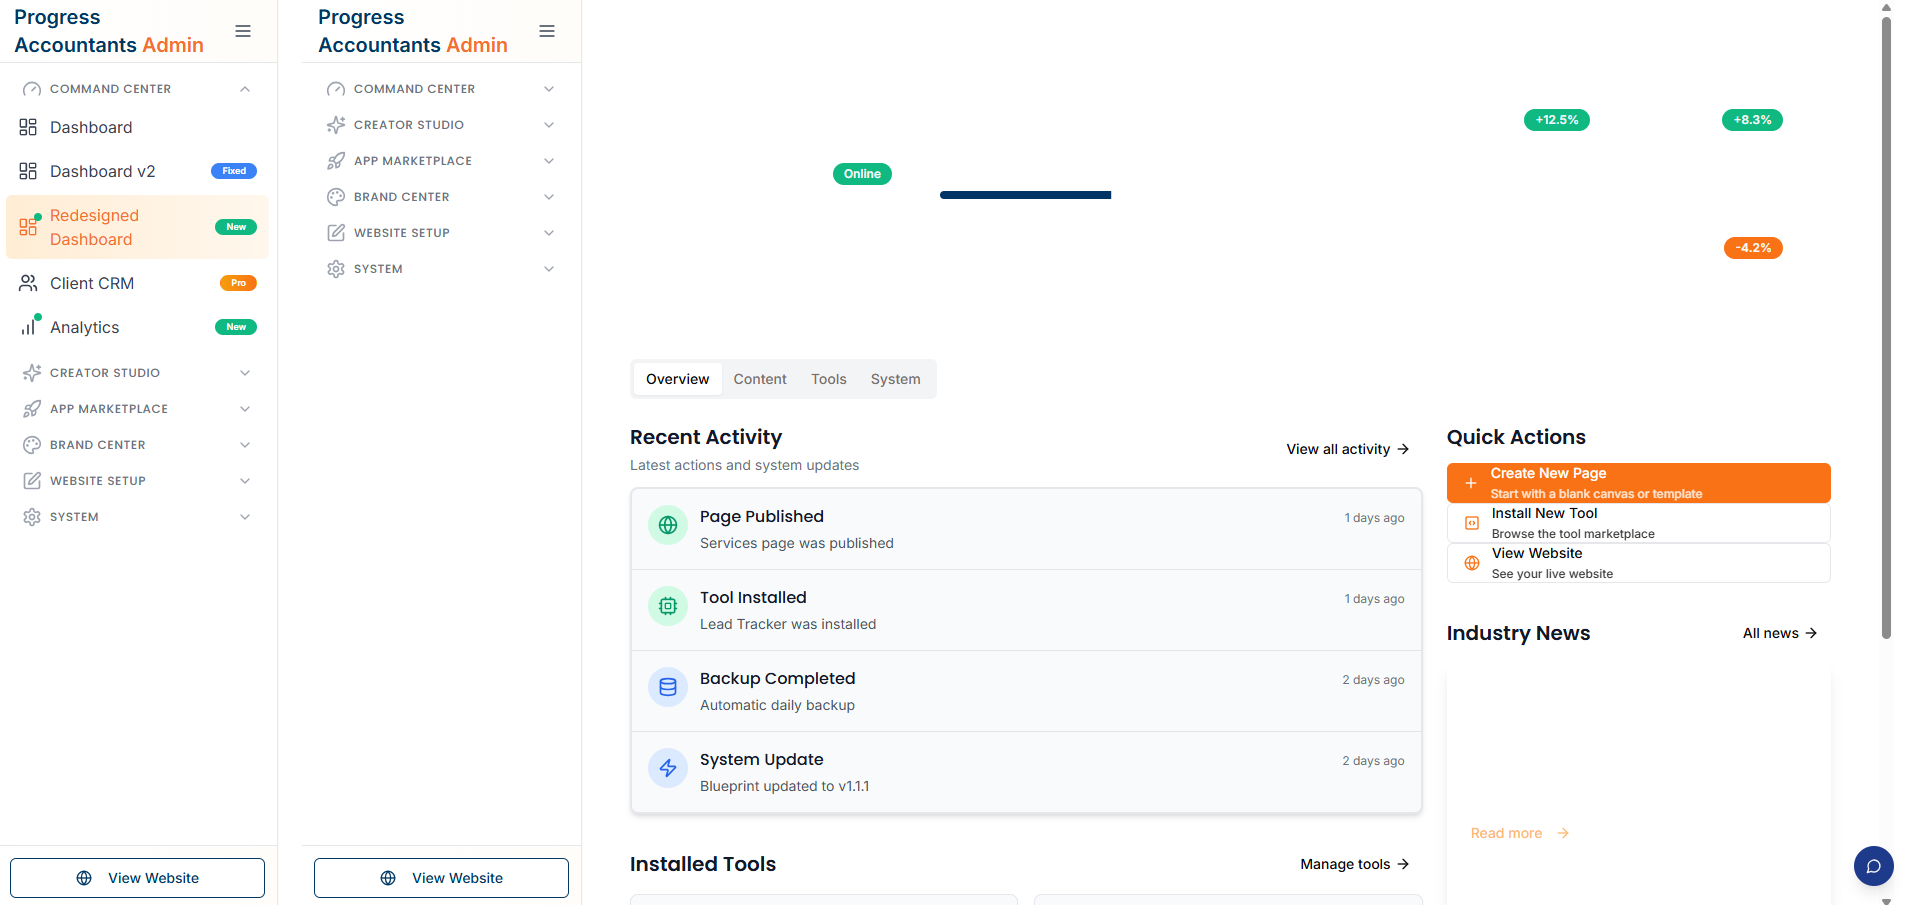 Progress
Accountants Admin
COMMAND CENTER
Dashboard
Dashboard v2
Fixed
Redesigned
Dashboard
New
Client CRM
Pro
Analytics
New
CREATOR STUDIO
APP MARKETPLACE
BRAND CENTER
WEBSITE SETUP
SYSTEM
View Website
Progress
Accountants Admin
COMMAND CENTER
CREATOR STUDIO
APP MARKETPLACE
BRAND CENTER
WEBSITE SETUP
SYSTEM
View Website
Online
+12.5%
+8.3%
-4.2%
Overview
Content
Tools
System
Recent Activity
Latest actions and system updates
View all activity
Page Published
Services page was published
1 days ago
Tool Installed
Lead Tracker was installed
1 days ago
Backup Completed
Automatic daily backup
2 days ago
System Update
Blueprint updated to v1.1.1
2 days ago
Installed Tools
Manage tools
Quick Actions
Create New Page
Start with a blank canvas or template
Install New Tool
Browse the tool marketplace
View Website
See your live website
Industry News
All news
Read more